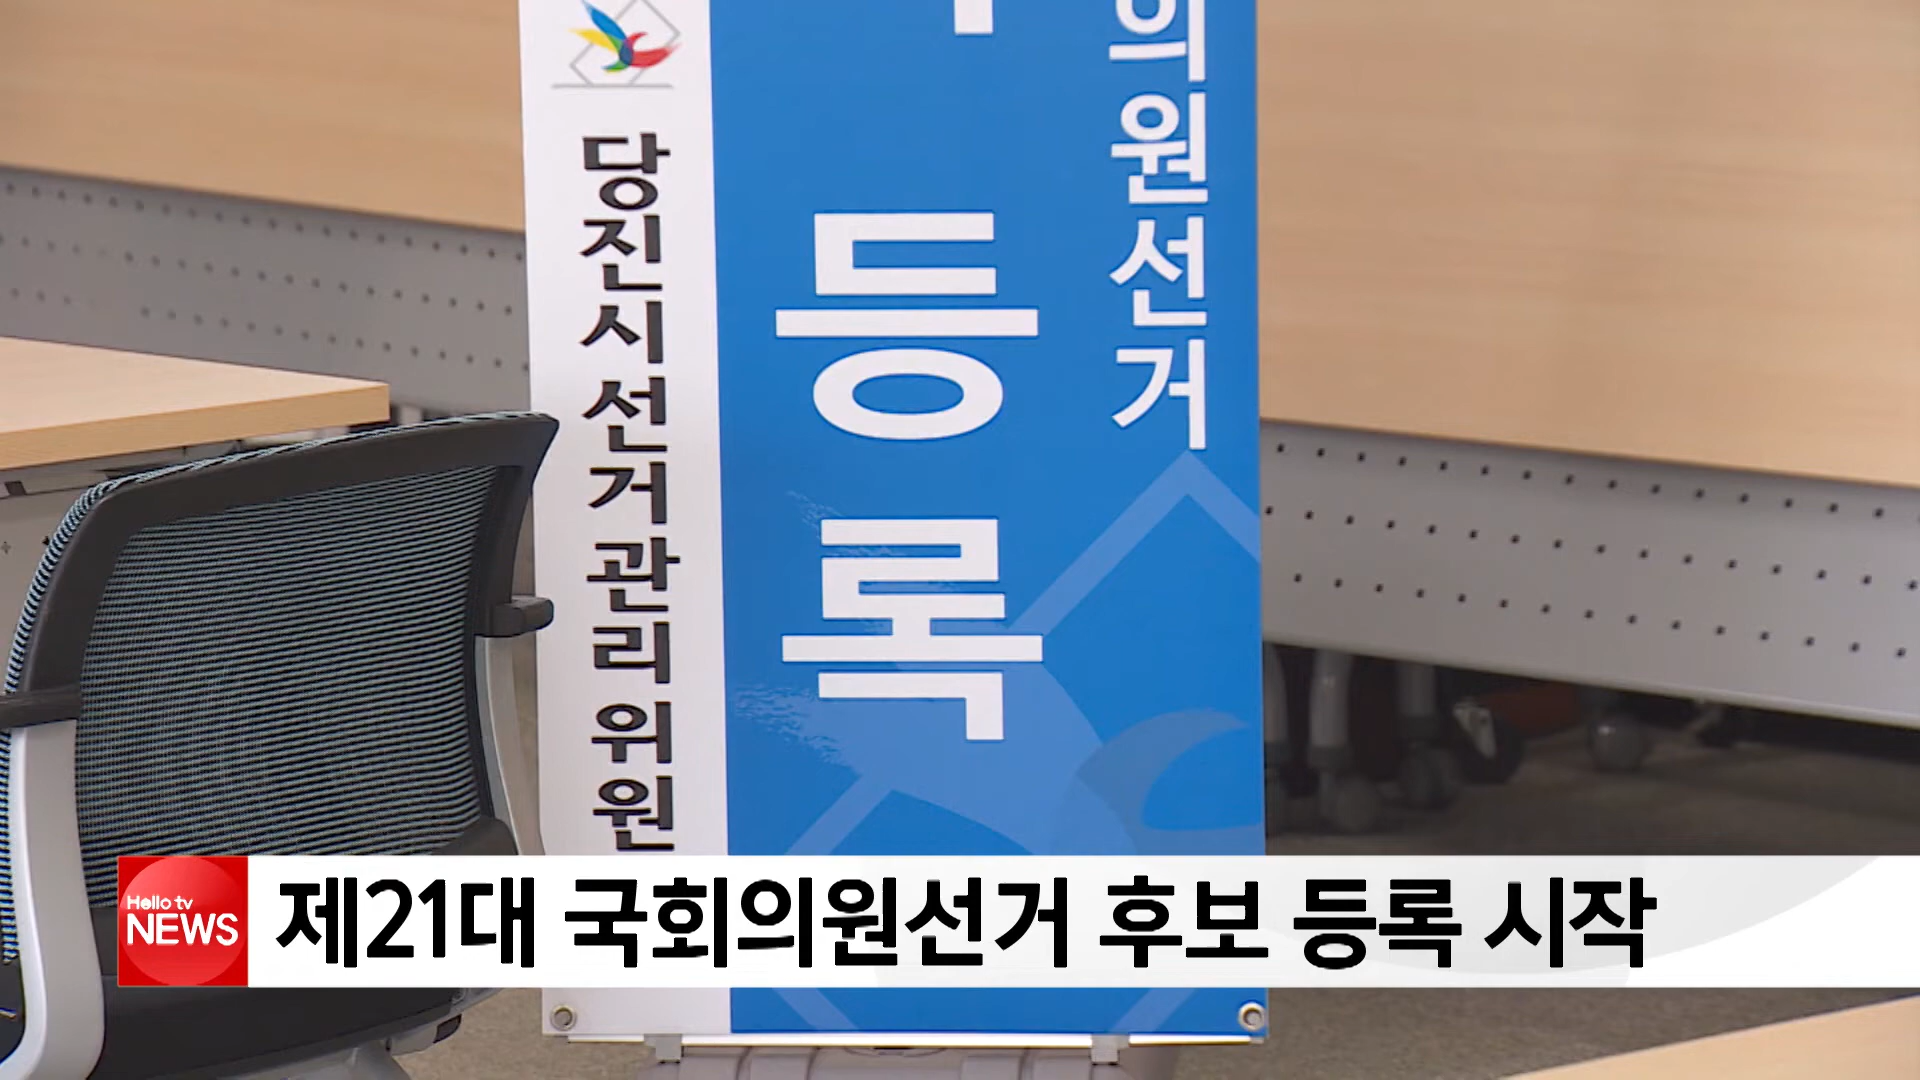 당진시선거관리위원
등록
의원선거
Hello tv
NEWS
제21대 국회의원선거 후보 등록 시작